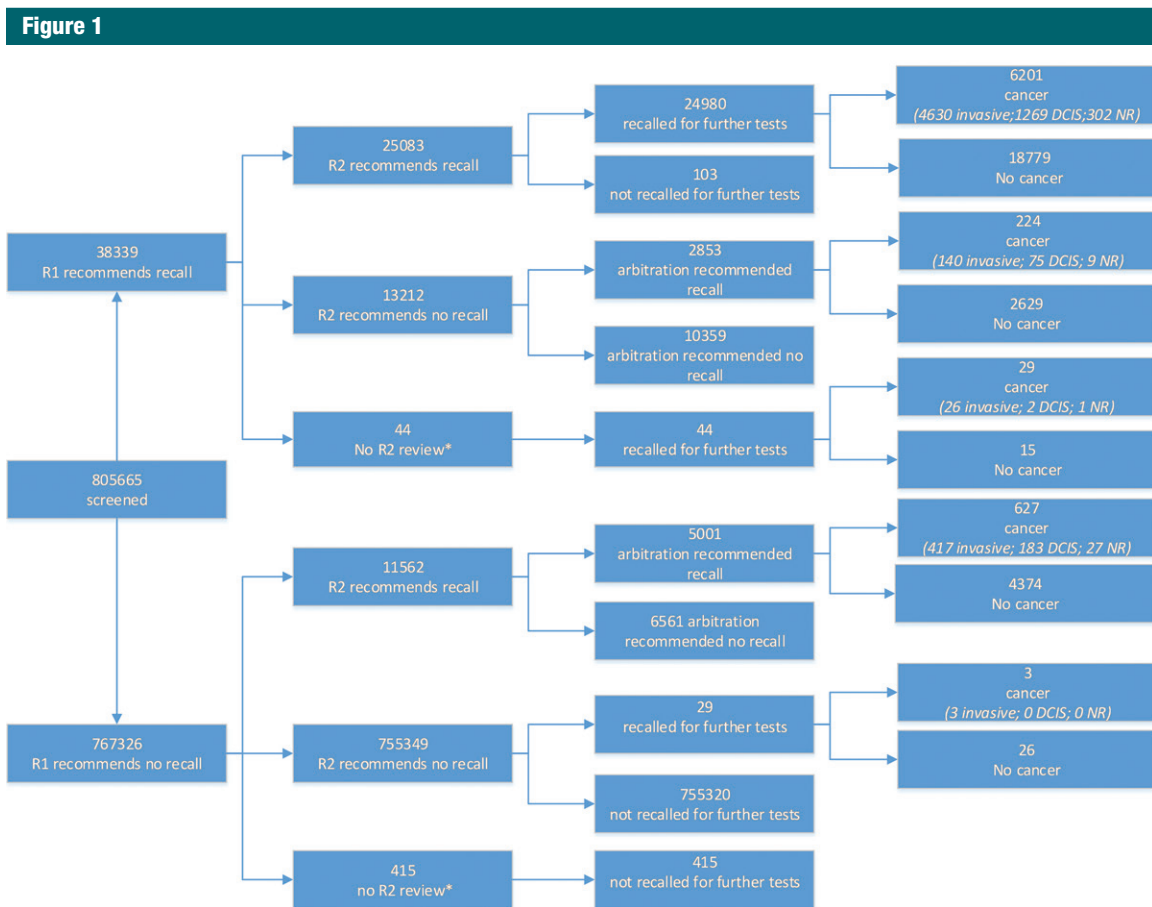 Figure 1
805665
screened
38339
R1 recommends recall
25083
R2 recommends recall
24980
recalled for further tests
6201
cancer
(4630 invasive;1269 DCIS;302 NR)
18779
No cancer
103
not recalled for further tests
13212
R2 recommends no recall
2853
arbitration recommended
recall
224
cancer
(140 invasive; 75 DCIS; 9 NR)
2629
No cancer
10359
arbitration recommended no
recall
44
No R2 review*
44
recalled for further tests
29
cancer
(26 invasive; 2 DCIS; 1 NR)
15
No cancer
767326
R1 recommends no recall
11562
R2 recommends recall
5001
arbitration recommended
recall
627
cancer
(417 invasive; 183 DCIS; 27 NR)
4374
No cancer
6561 arbitration
recommended no recall
755349
R2 recommends no recall
29
recalled for further tests
3
cancer
(3 invasive; 0 DCIS; 0 NR)
26
No cancer
755320
not recalled for further tests
415
no R2 review*
415
not recalled for further tests